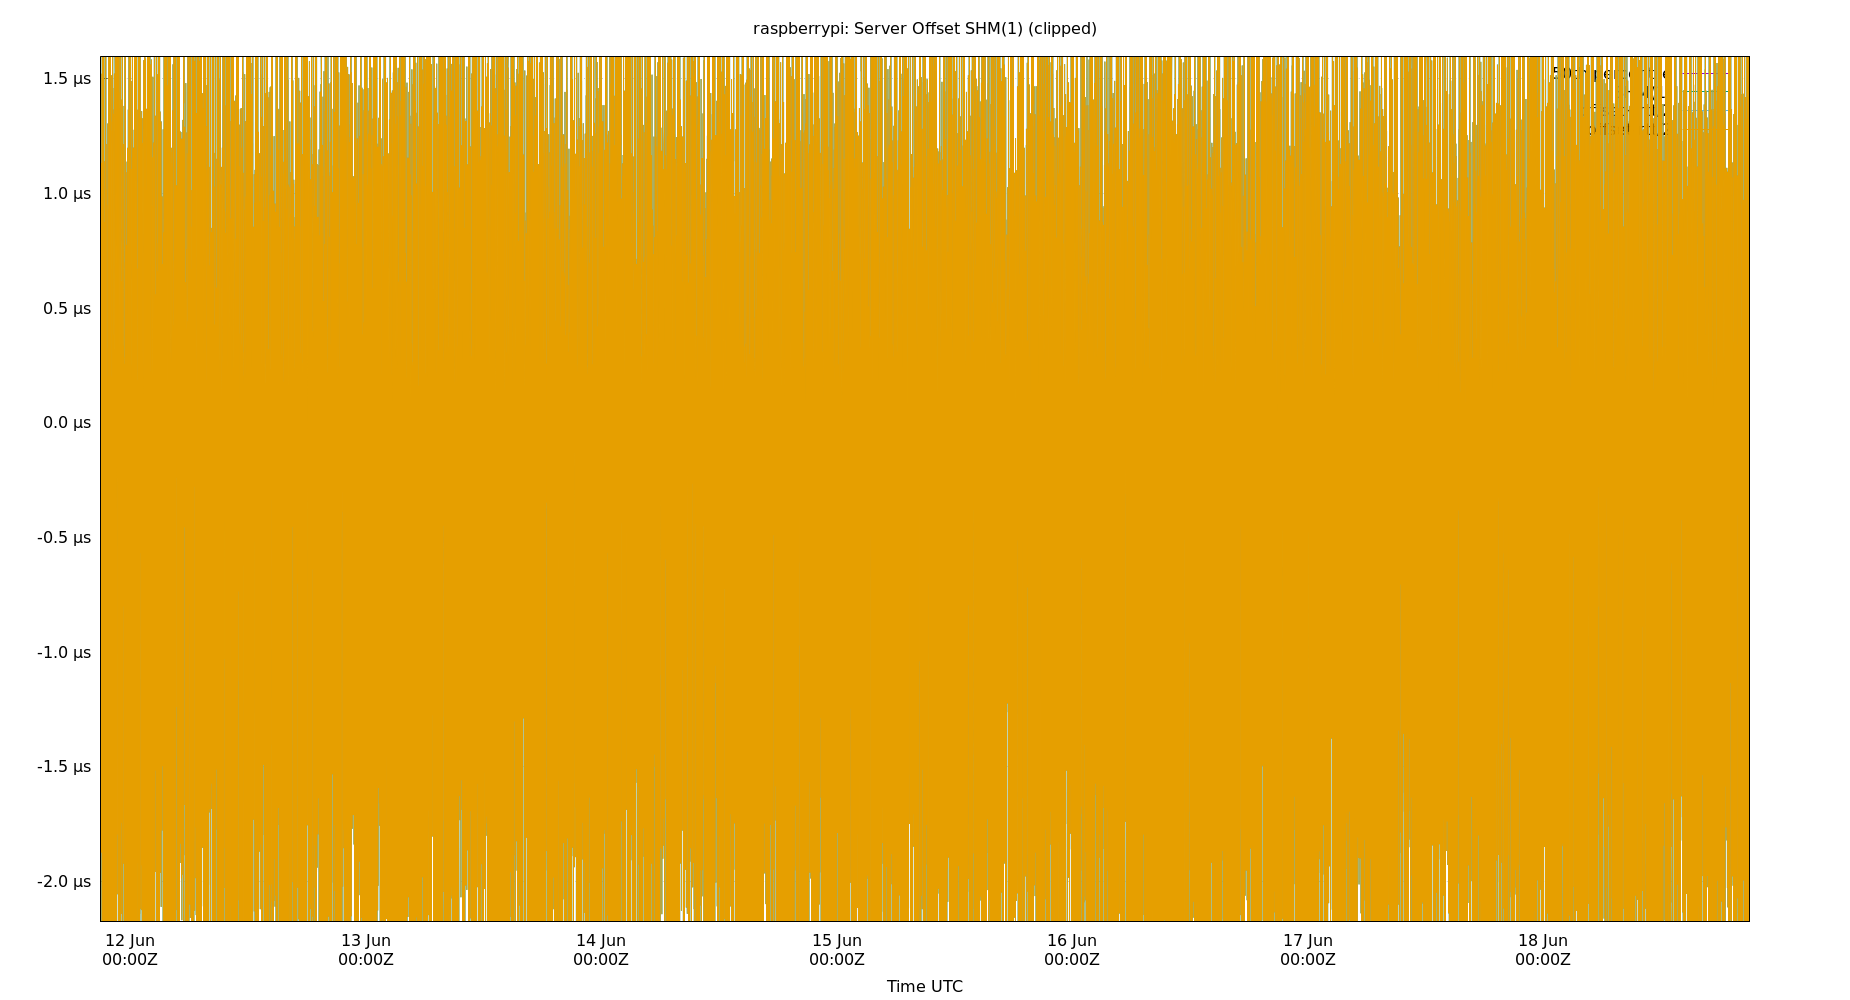 raspberrypi: Server Offset SHM(1) (clipped)
1.5 µs
1.0 µs
0.5 µs
0.0 µs
-0.5 µs
-1.0 µs
-1.5 µs
-2.0 µs
12 Jun 13 Jun 14 Jun 15 Jun 16 Jun 17 Jun 18 Jun
00:00Z 00:00Z 00:00Z 00:00Z 00:00Z 00:00Z 00:00Z
Time UTC